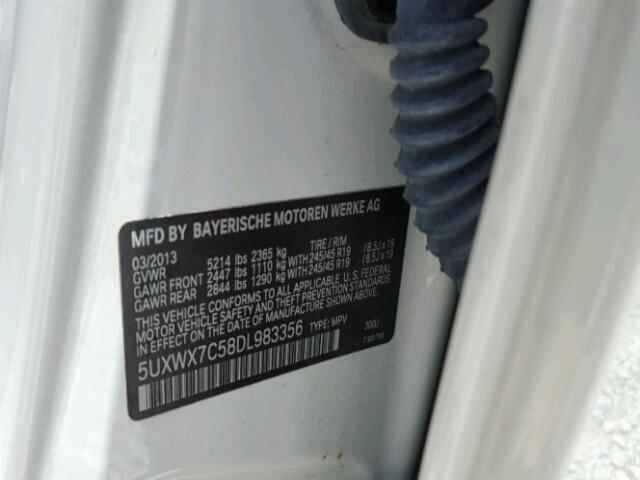 MFD BY BAYERISCHE MOTOREN WERKE AG
03/2013 TIRE / RIM
GVWR 5214 lbs 2365 kg
GAWR FRONT 2447 lbs 1110 kg WITH 245/45 R19 /8.5J x 19
GAWR REAR 2844 lbs 1290 kg WITH 245/45 R19 /8.5J x 19
THIS VEHICLE CONFORMS TO ALL APPLICABLE U.S. FEDERAL
MOTOR VEHICLE SAFETY, BUMPER, AND THEFT PREVENTION STANDARDS
IN EFFECT ON THE DATE OF MANUFACTURE SHOWN ABOVE.
5UXWX7C58DL983356 TYPE: MPV 300U